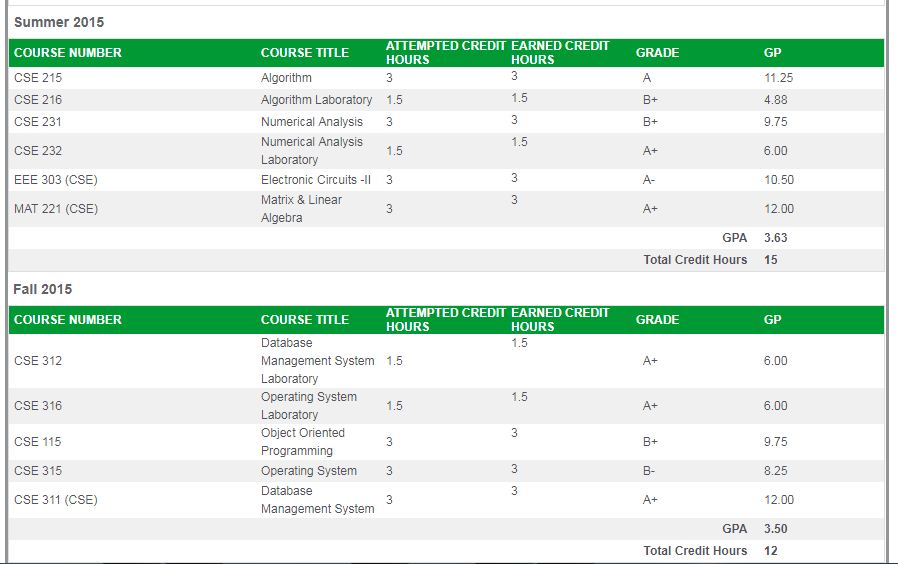 Summer 2015
COURSE NUMBER COURSE TITLE ATTEMPTED CREDIT HOURS EARNED CREDIT HOURS GRADE GP
CSE 215 Algorithm 3 3 A 11.25
CSE 216 Algorithm Laboratory 1.5 1.5 B+ 4.88
CSE 231 Numerical Analysis 3 3 B+ 9.75
CSE 232 Numerical Analysis Laboratory 1.5 1.5 A+ 6.00
EEE 303 (CSE) Electronic Circuits -II 3 3 A- 10.50
MAT 221 (CSE) Matrix & Linear Algebra 3 3 A+ 12.00
GPA 3.63
Total Credit Hours 15
Fall 2015
COURSE NUMBER COURSE TITLE ATTEMPTED CREDIT HOURS EARNED CREDIT HOURS GRADE GP
CSE 312 Database Management System Laboratory 1.5 1.5 A+ 6.00
CSE 316 Operating System Laboratory 1.5 1.5 A+ 6.00
CSE 115 Object Oriented Programming 3 3 B+ 9.75
CSE 315 Operating System 3 3 B- 8.25
CSE 311 (CSE) Database Management System 3 3 A+ 12.00
GPA 3.50
Total Credit Hours 12